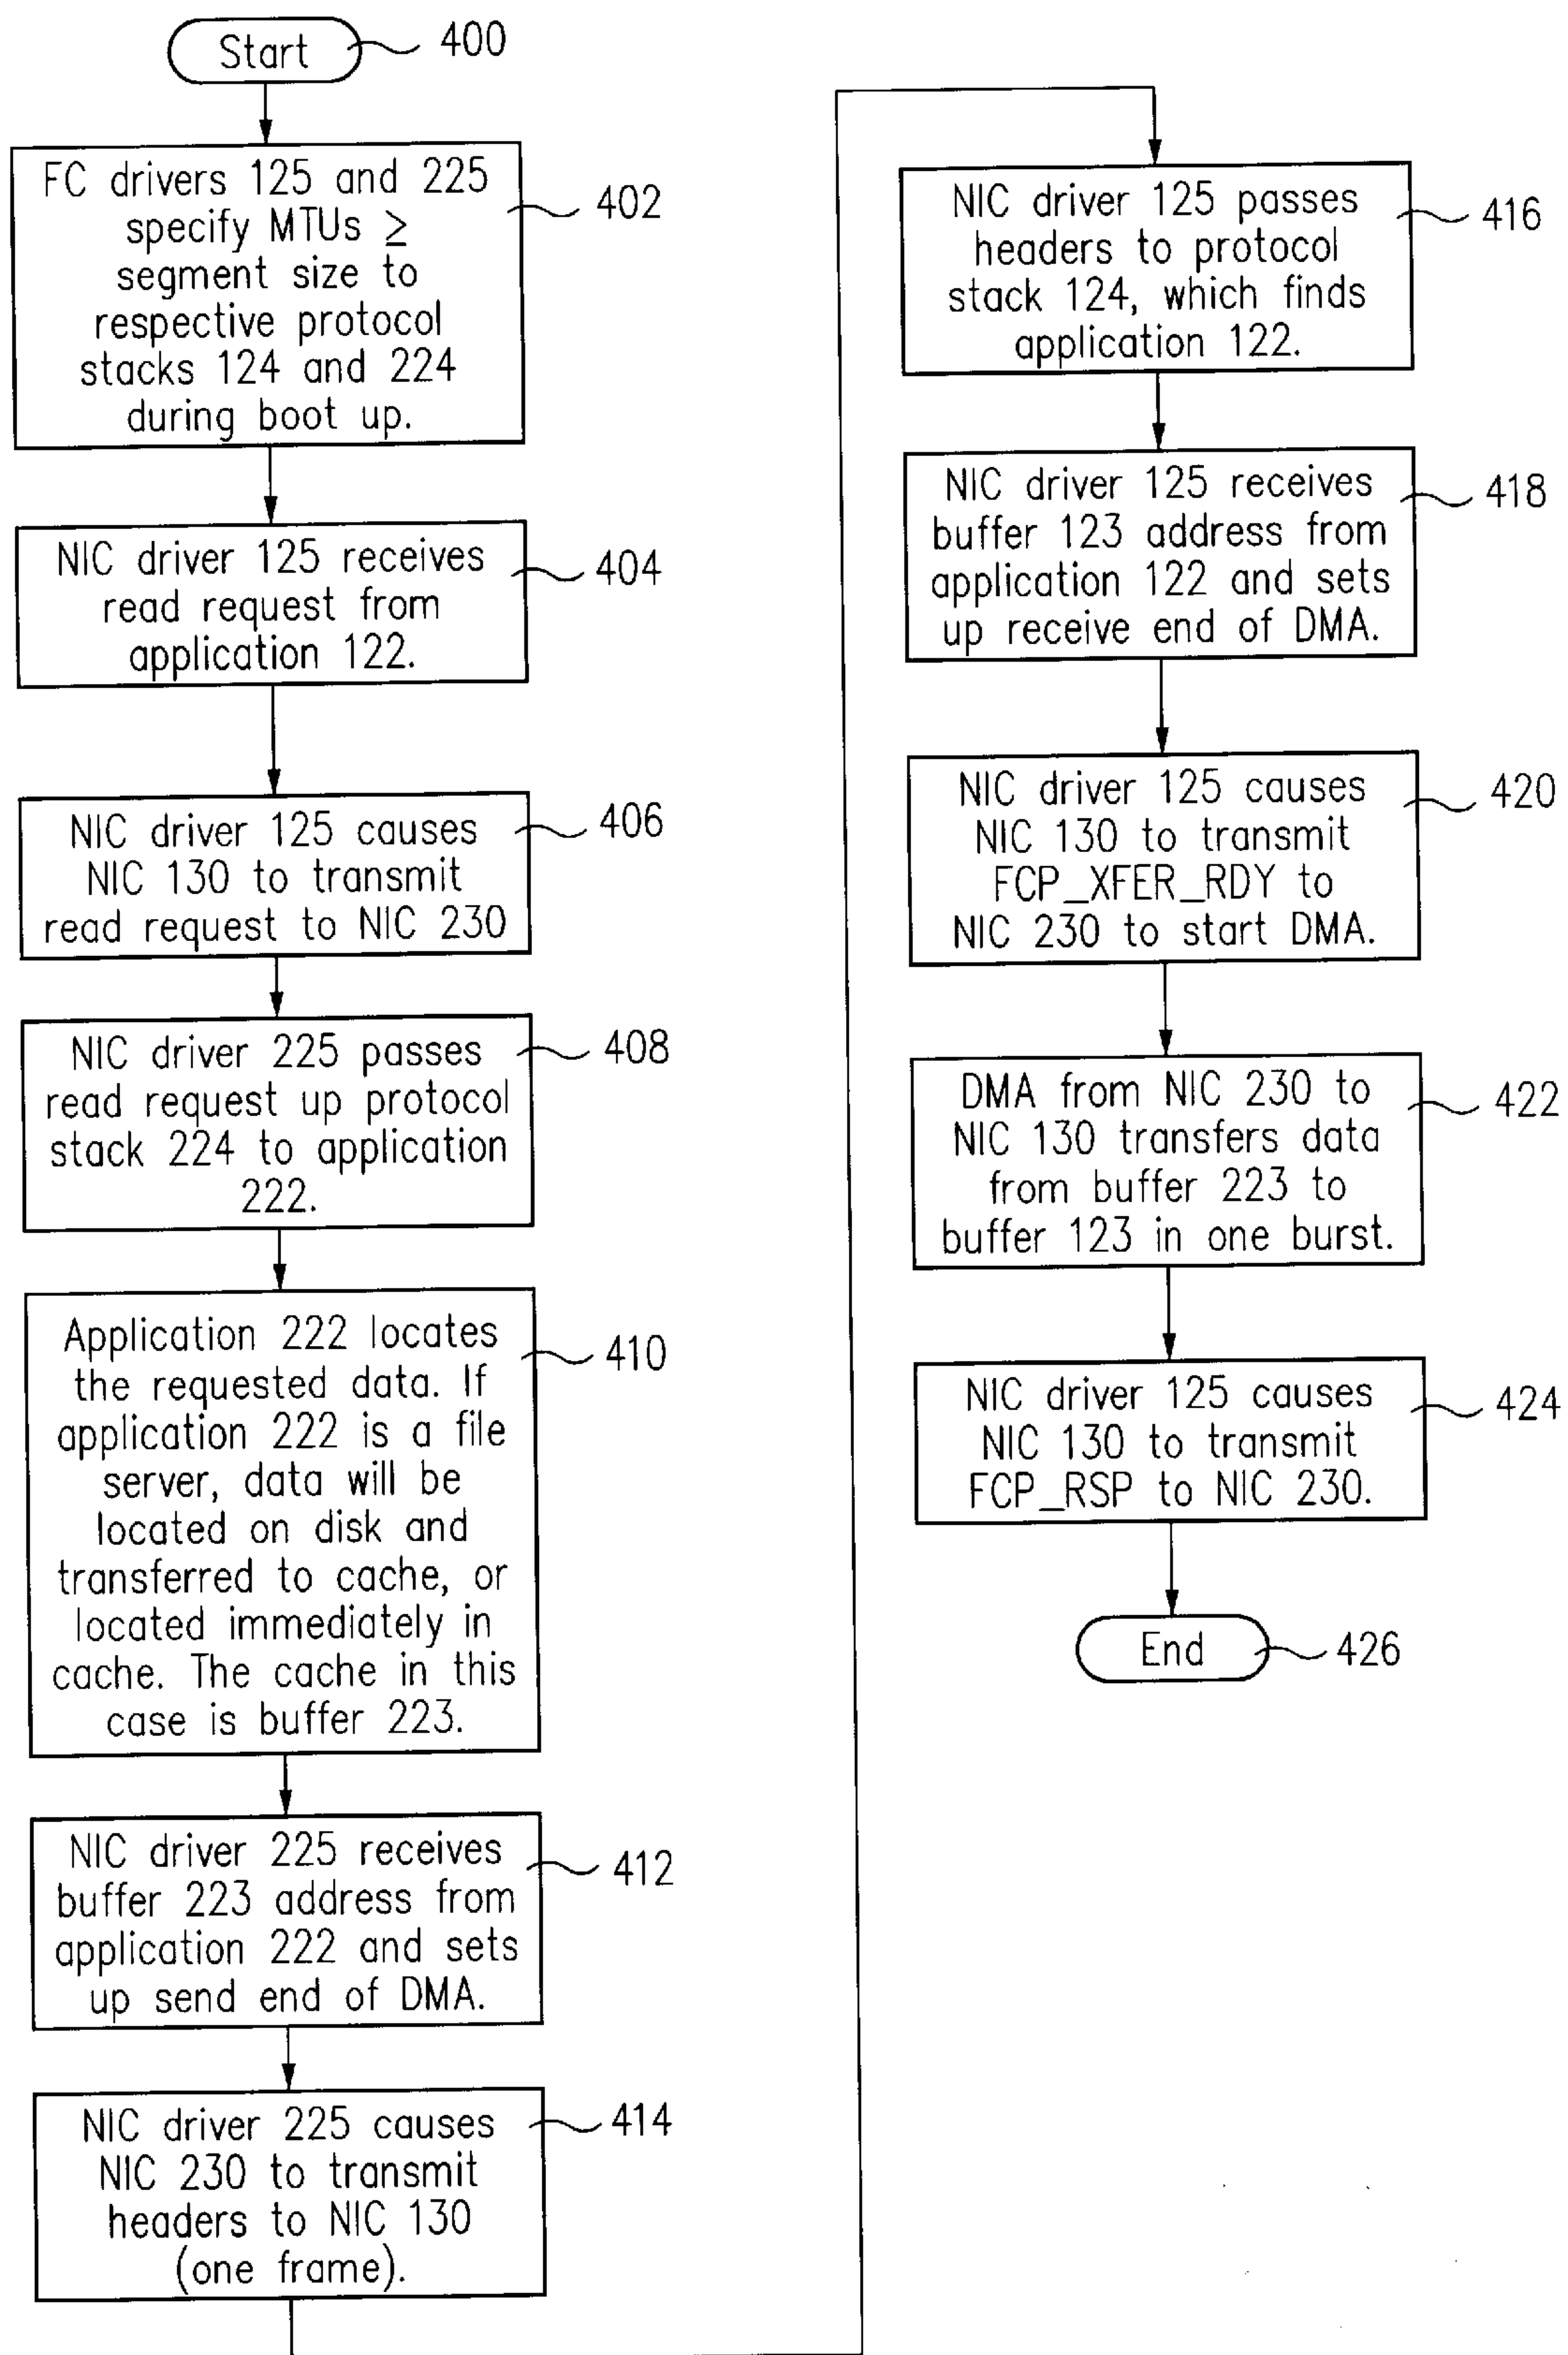 Start
400
FC drivers 125 and 225
specify MTUs ≥
segment size to
respective protocol
stacks 124 and 224
during boot up.
402
NIC driver 125 receives
read request from
application 122.
404
NIC driver 125 causes
NIC 130 to transmit
read request to NIC 230
406
NIC driver 225 passes
read request up protocol
stack 224 to application
222.
408
Application 222 locates
the requested data. If
application 222 is a file
server, data will be
located on disk and
transferred to cache, or
located immediately in
cache. The cache in this
case is buffer 223.
410
NIC driver 225 receives
buffer 223 address from
application 222 and sets
up send end of DMA.
412
NIC driver 225 causes
NIC 230 to transmit
headers to NIC 130
(one frame).
414
NIC driver 125 passes
headers to protocol
stack 124, which finds
application 122.
416
NIC driver 125 receives
buffer 123 address from
application 122 and sets
up receive end of DMA.
418
NIC driver 125 causes
NIC 130 to transmit
FCP_XFER_RDY to
NIC 230 to start DMA.
420
DMA from NIC 230 to
NIC 130 transfers data
from buffer 223 to
buffer 123 in one burst.
422
NIC driver 125 causes
NIC 130 to transmit
FCP_RSP to NIC 230.
424
End
426